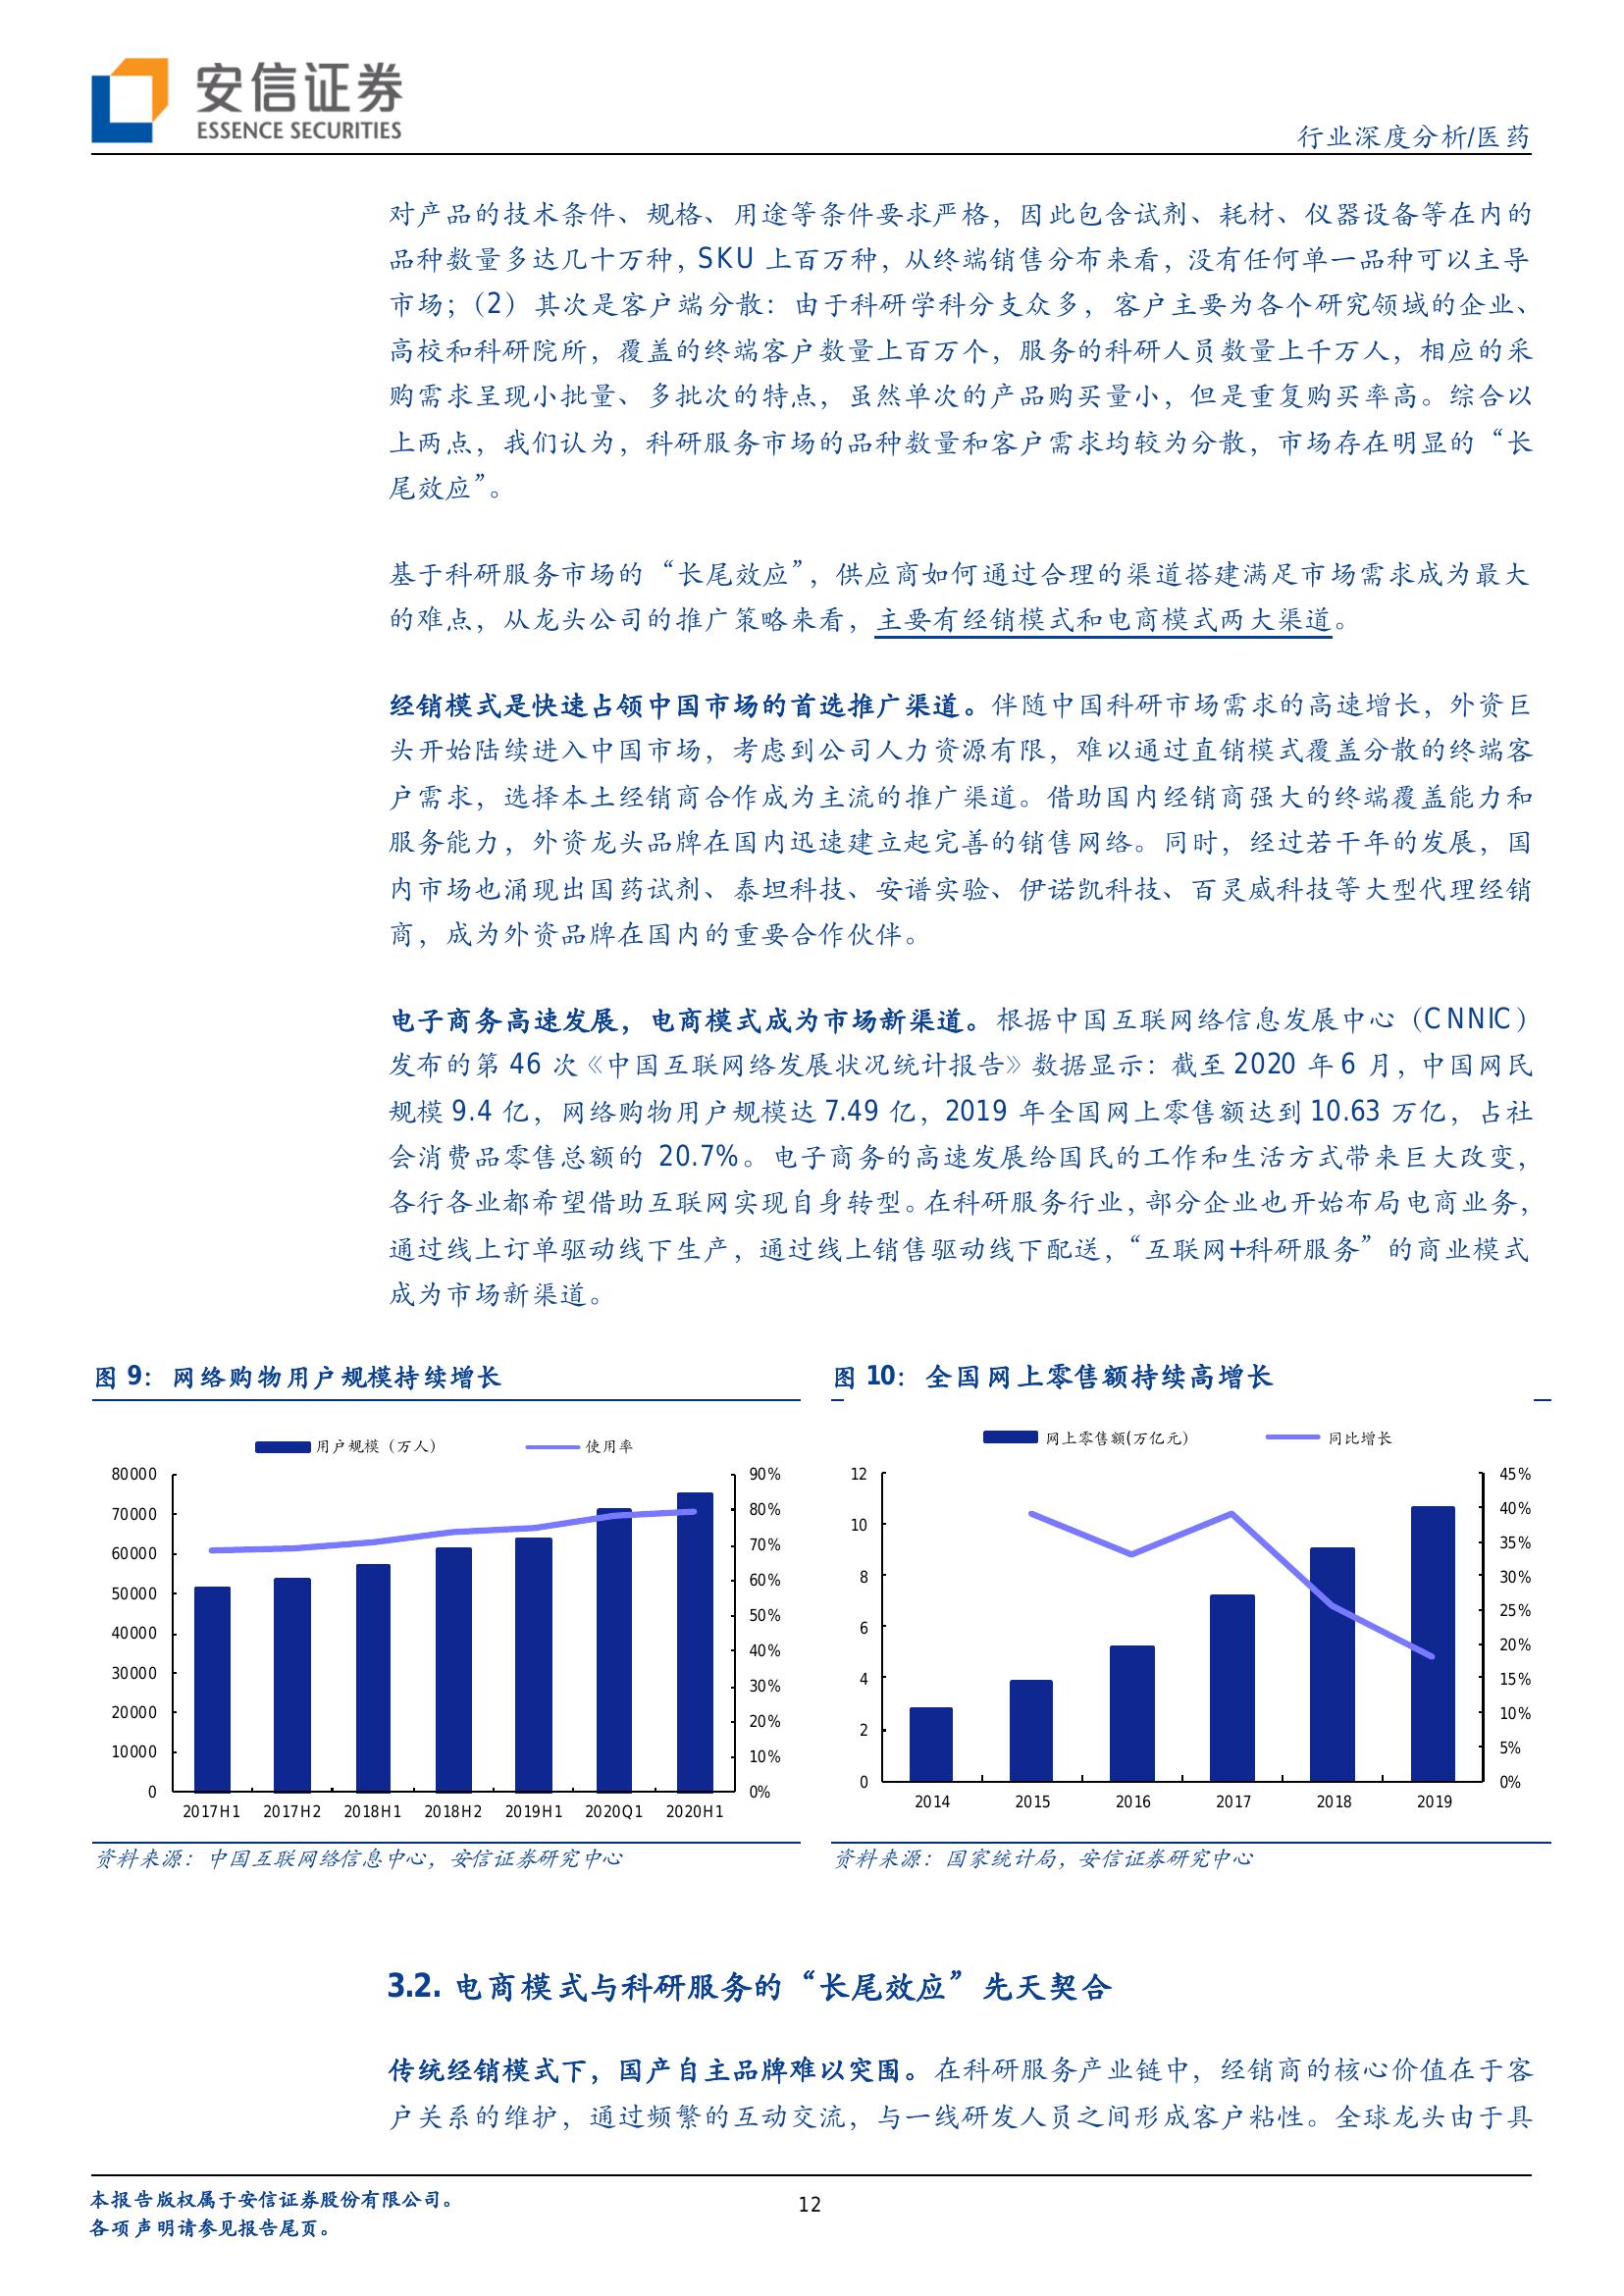 安信证券
ESSENCE SECURITIES
行业深度分析/医药
对产品的技术条件、规格、用途等条件要求严格，因此包含试剂、耗材、仪器设备等在内的
品种数量多达几十万种，SKU 上百万种，从终端销售分布来看，没有任何单一品种可以主导
市场；（2）其次是客户端分散：由于科研学科分支众多，客户主要为各个研究领域的企业、
高校和科研院所，覆盖的终端客户数量上百万个，服务的科研人员数量上千万人，相应的采
购需求呈现小批量、多批次的特点，虽然单次的产品购买量小，但是重复购买率高。综合以
上两点，我们认为，科研服务市场的品种数量和客户需求均较为分散，市场存在明显的“长
尾效应”。
基于科研服务市场的“长尾效应”，供应商如何通过合理的渠道搭建满足市场需求成为最大
的难点，从龙头公司的推广策略来看，主要有经销模式和电商模式两大渠道。
经销模式是快速占领中国市场的首选推广渠道。伴随中国科研市场需求的高速增长，外资巨
头开始陆续进入中国市场，考虑到公司人力资源有限，难以通过直销模式覆盖分散的终端客
户需求，选择本土经销商合作成为主流的推广渠道。借助国内经销商强大的终端覆盖能力和
服务能力，外资龙头品牌在国内迅速建立起完善的销售网络。同时，经过若干年的发展，国
内市场也涌现出国药试剂、泰坦科技、安谱实验、伊诺凯科技、百灵威科技等大型代理经销
商，成为外资品牌在国内的重要合作伙伴。
电子商务高速发展，电商模式成为市场新渠道。根据中国互联网络信息发展中心（CNNIC）
发布的第 46 次《中国互联网络发展状况统计报告》数据显示：截至 2020 年 6 月，中国网民
规模 9.4 亿，网络购物用户规模达 7.49 亿，2019 年全国网上零售额达到 10.63 万亿，占社
会消费品零售总额的 20.7%。电子商务的高速发展给国民的工作和生活方式带来巨大改变，
各行各业都希望借助互联网实现自身转型。在科研服务行业，部分企业也开始布局电商业务，
通过线上订单驱动线下生产，通过线上销售驱动线下配送，“互联网+科研服务”的商业模式
成为市场新渠道。
图 9：网络购物用户规模持续增长
用户规模（万人） 使用率
80000 90%
70000 80%
60000 70%
50000 60%
40000 50%
30000 40%
20000 30%
10000 20%
0 10%
0%
2017H1 2017H2 2018H1 2018H2 2019H1 2020Q1 2020H1
资料来源：中国互联网络信息中心，安信证券研究中心
图 10：全国网上零售额持续高增长
网上零售额(万亿元) 同比增长
12 45%
10 40%
8 35%
6 30%
4 25%
2 20%
0 15%
10%
5%
0%
2014 2015 2016 2017 2018 2019
资料来源：国家统计局，安信证券研究中心
3.2. 电商模式与科研服务的“长尾效应”先天契合
传统经销模式下，国产自主品牌难以突围。在科研服务产业链中，经销商的核心价值在于客
户关系的维护，通过频繁的互动交流，与一线研发人员之间形成客户粘性。全球龙头由于具
本报告版权属于安信证券股份有限公司。
各项声明请参见报告尾页。
12